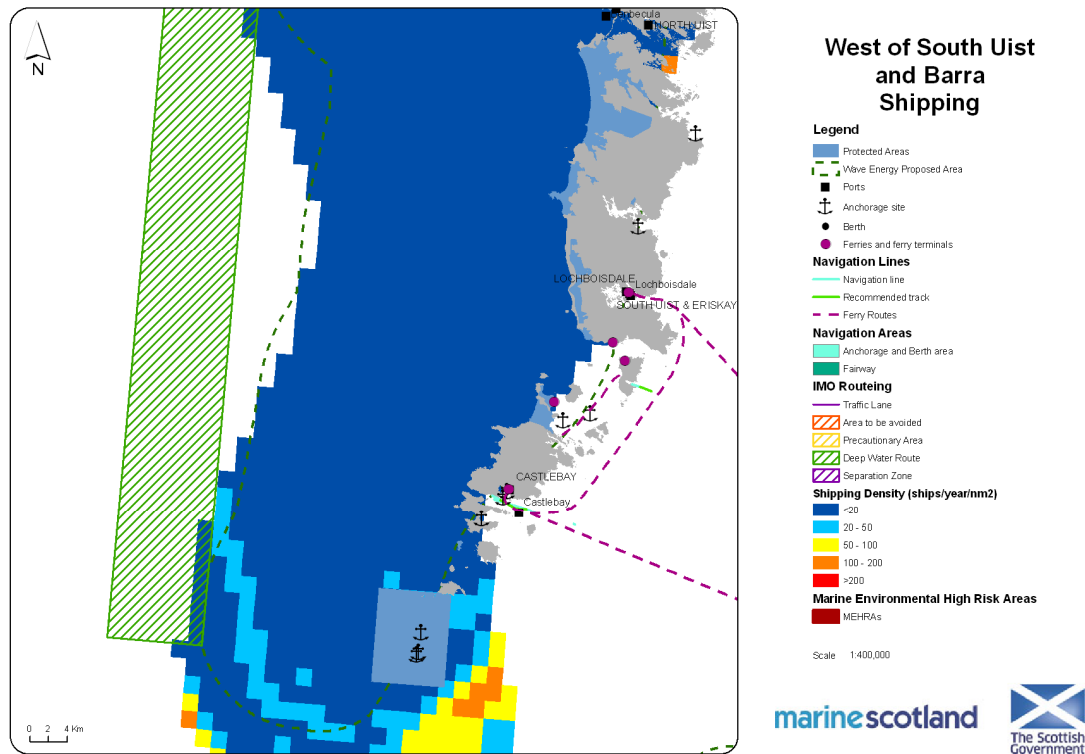 N
enbecula
NORTH UIST
LOCHBOISDALE
Lochboisdale
SOUTH UIST & ERISKAY
CASTLEBAY
Castlebay
0 2 4 Km
West of South Uist
and Barra
Shipping
Legend
Protected Areas
Wave Energy Proposed Area
Ports
Anchorage site
Berth
Ferries and ferry terminals
Navigation Lines
Navigation line
Recommended track
Ferry Routes
Navigation Areas
Anchorage and Berth area
Fairway
IMO Routeing
Traffic Lane
Area to be avoided
Precautionary Area
Deep Water Route
Separation Zone
Shipping Density (ships/year/nm2)
<20
20 - 50
50 - 100
100 - 200
>200
Marine Environmental High Risk Areas
MEHRAs
Scale 1:400,000
marinescotland
The Scottish
Government